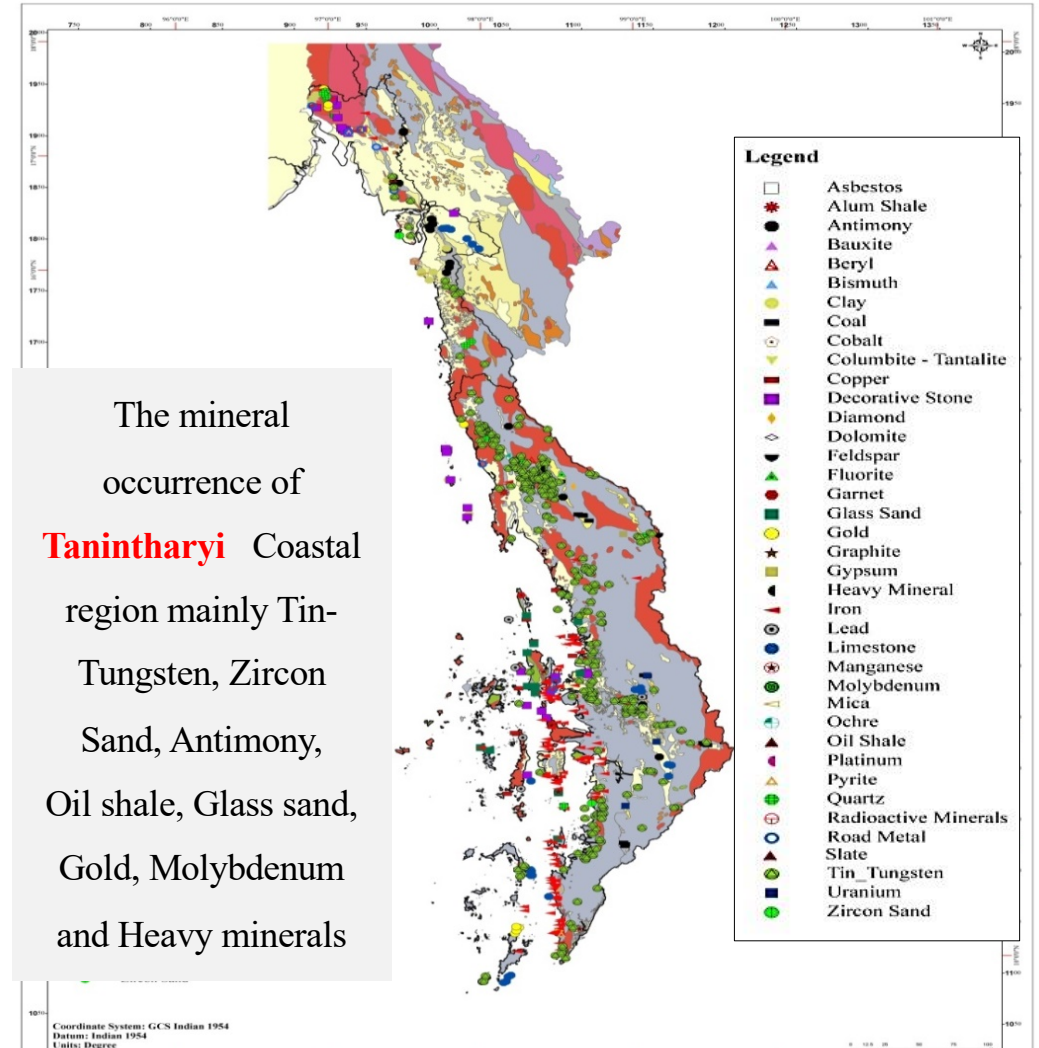 The mineral
occurrence of
Tanintharyi Coastal
region mainly Tin-
Tungsten, Zircon
Sand, Antimony,
Oil shale, Glass sand,
Gold, Molybdenum
and Heavy minerals
Legend
Asbestos
Alum Shale
Antimony
Bauxite
Beryl
Bismuth
Clay
Coal
Cobalt
Columbite - Tantalite
Copper
Decorative Stone
Diamond
Dolomite
Feldspar
Fluorite
Garnet
Glass Sand
Gold
Graphite
Gypsum
Heavy Mineral
Iron
Lead
Limestone
Manganese
Molybdenum
Mica
Ochre
Oil Shale
Platinum
Pyrite
Quartz
Radioactive Minerals
Road Metal
Slate
Tin_Tungsten
Uranium
Zircon Sand
Coordinate System: GCS Indian 1954
Datum: Indian 1954
Units: Degree